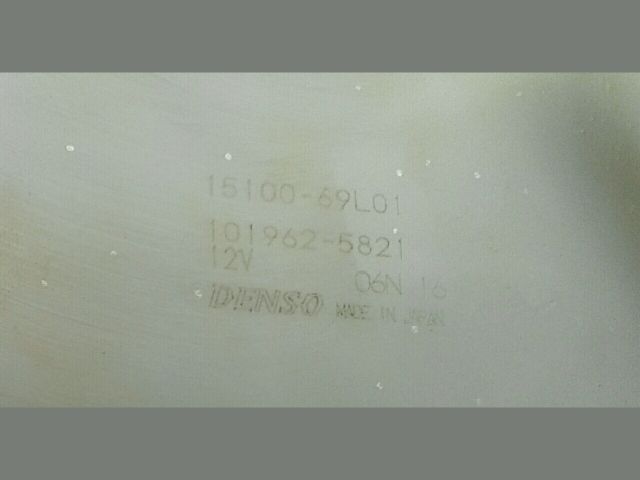 15100-69L01
101962-5821
12V
06N 16
DENSO MADE IN JAPAN